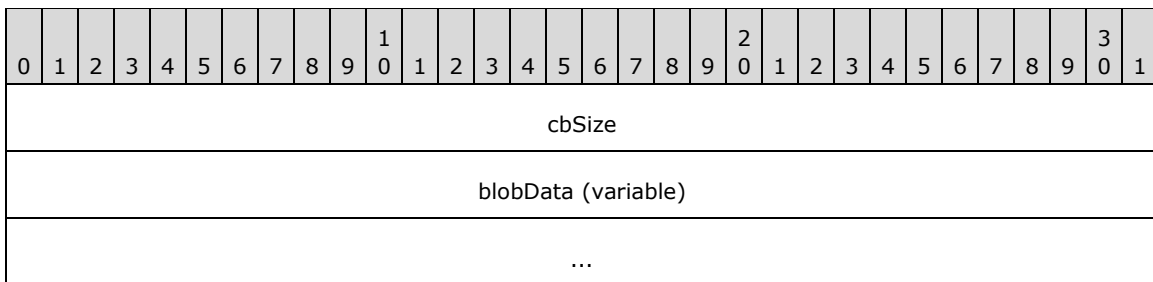 0 1 2 3 4 5 6 7 8 9 1 0 1 2 3 4 5 6 7 8 9 2 0 1 2 3 4 5 6 7 8 9 3 0 1
cbSize
blobData (variable)
...